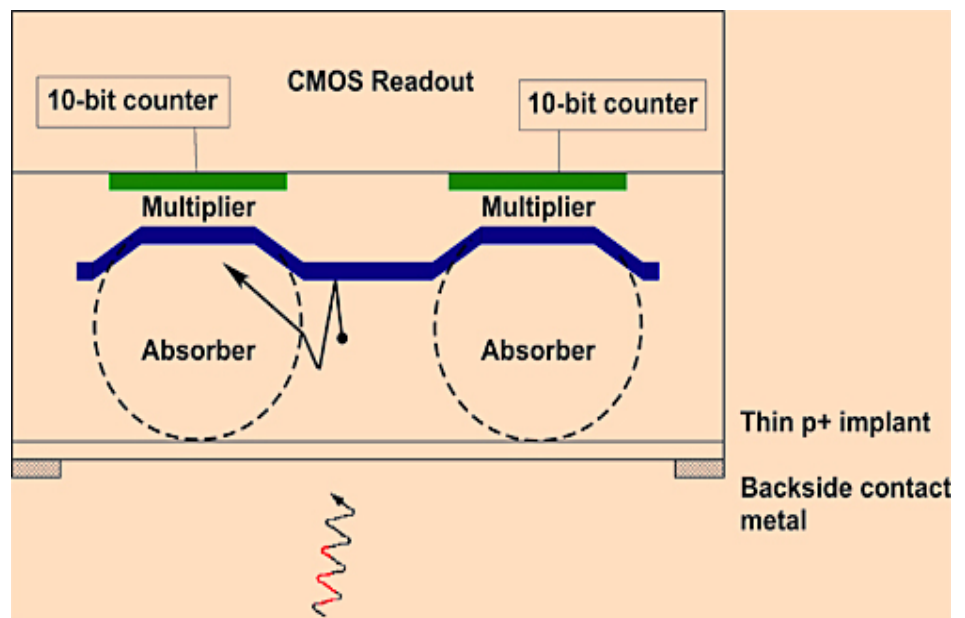 CMOS Readout
10-bit counter
10-bit counter
Multiplier
Multiplier
Absorber
Absorber
Thin p+ implant
Backside contact
metal